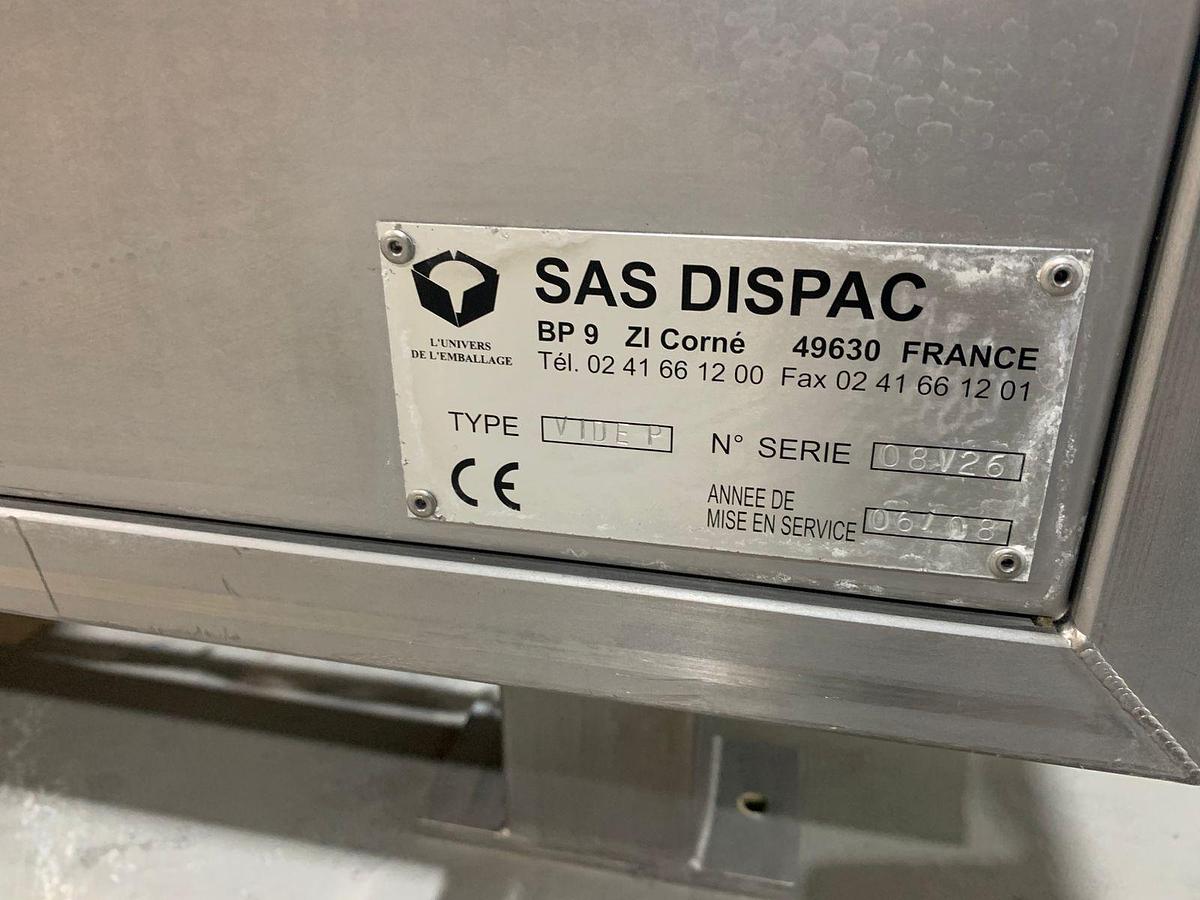 SAS DISPAC
BP 9 ZI Corné 49630 FRANCE
Tél. 02 41 66 12 00 Fax 02 41 66 12 01
L'UNIVERS
DE L'EMBALLAGE
TYPE VIDE P
N° SERIE 08V26
CE
ANNEE DE
MISE EN SERVICE 06/08